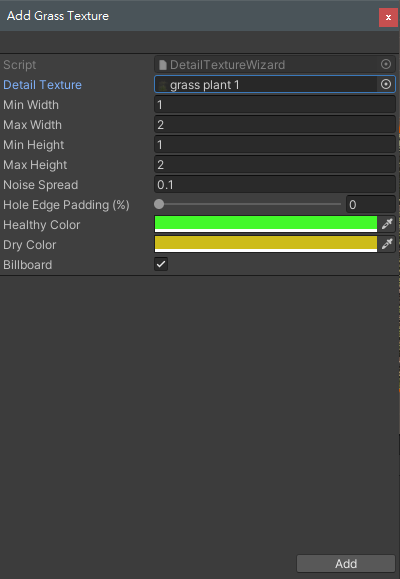 Add Grass Texture
x
Script DetailTextureWizard
Detail Texture grass plant 1
Min Width 1
Max Width 2
Min Height 1
Max Height 2
Noise Spread 0.1
Hole Edge Padding (%) 0
Healthy Color
Dry Color
Billboard
Add